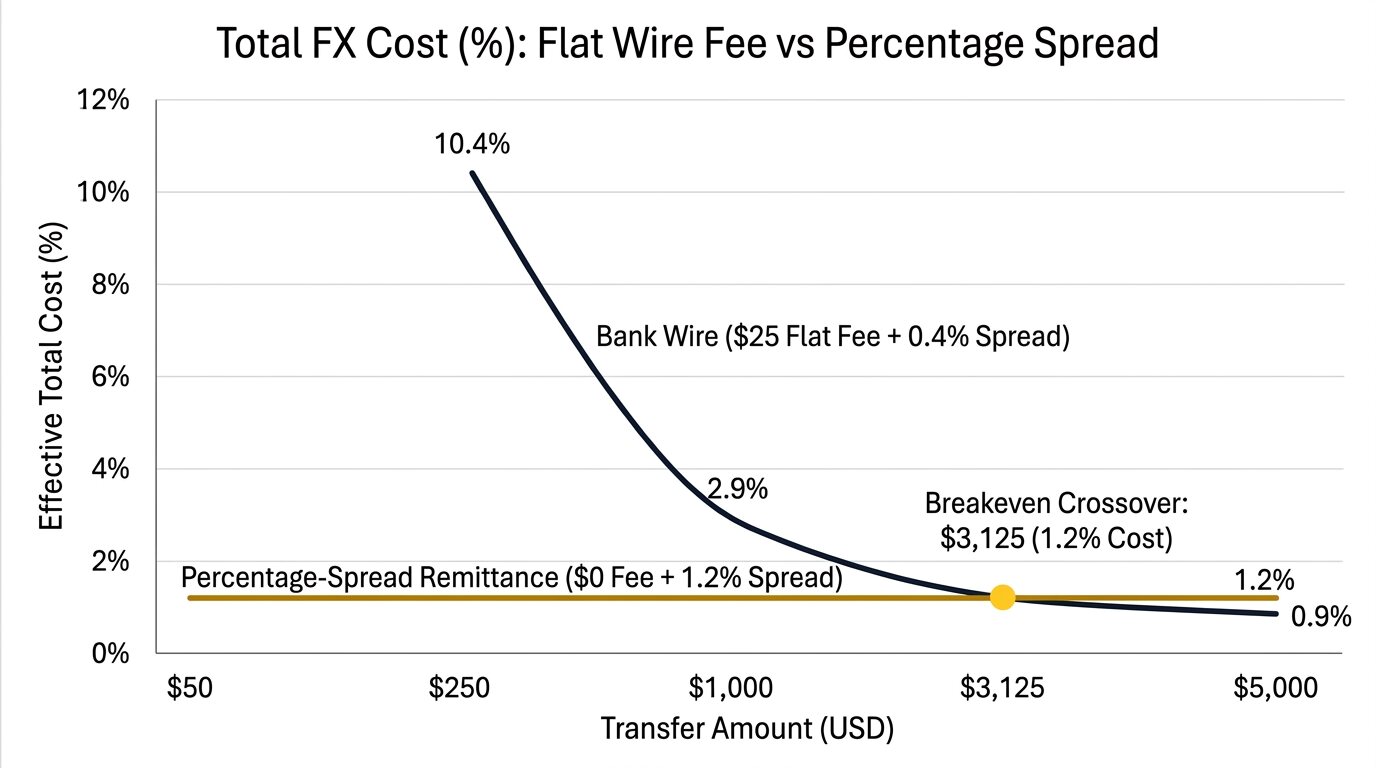 Total FX Cost (%): Flat Wire Fee vs Percentage Spread
Effective Total Cost (%)
12%
10%
8%
6%
4%
2%
0%
10.4%
Bank Wire ($25 Flat Fee + 0.4% Spread)
2.9%
Breakeven Crossover:
$3,125 (1.2% Cost)
Percentage-Spread Remittance ($0 Fee + 1.2% Spread)
1.2%
0.9%
$50
$250
$1,000
$3,125
$5,000
Transfer Amount (USD)